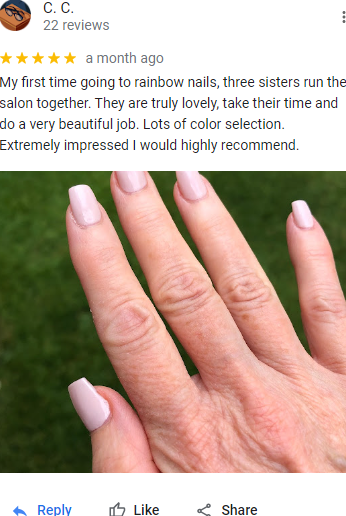 C. C.
22 reviews
a month ago
My first time going to rainbow nails, three sisters run the
salon together. They are truly lovely, take their time and
do a very beautiful job. Lots of color selection.
Extremely impressed I would highly recommend.
Reply Like Share